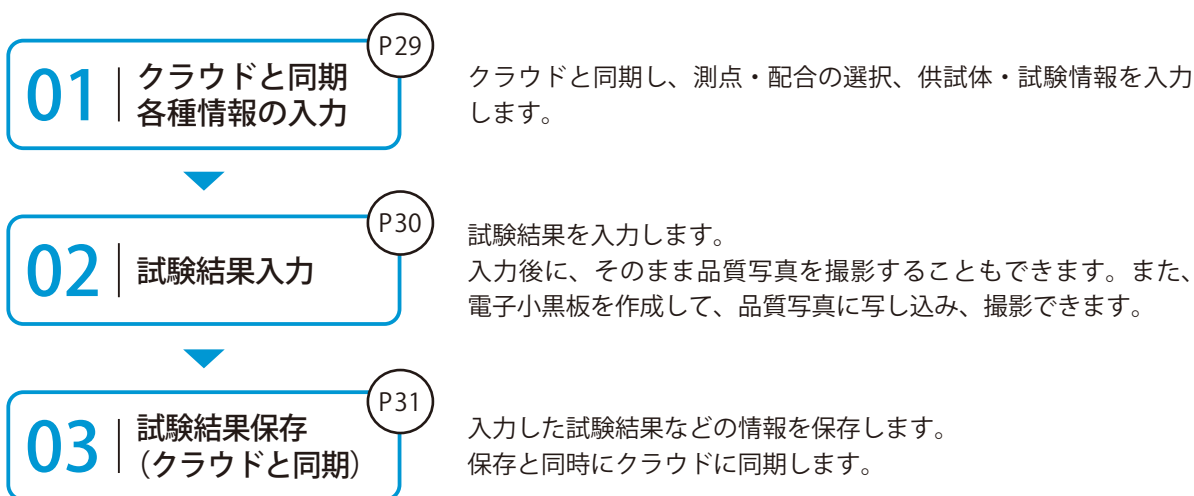 P29
01
クラウドと同期
各種情報の入力
クラウドと同期し、測点・配合の選択、供試体・試験情報を入力
します。
P30
02
試験結果入力
試験結果を入力します。
入力後に、そのまま品質写真を撮影することもできます。また、
電子小黒板を作成して、品質写真に写し込み、撮影できます。
P31
03
試験結果保存
（クラウドと同期）
入力した試験結果などの情報を保存します。
保存と同時にクラウドに同期します。